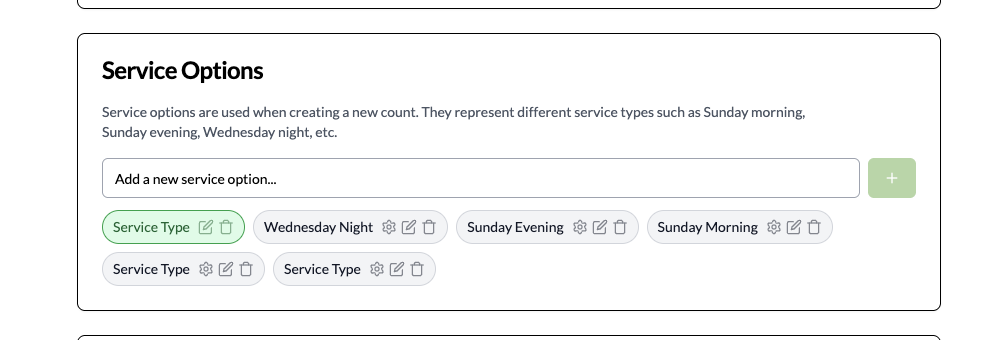 Service Options
Service options are used when creating a new count. They represent different service types such as Sunday morning,
Sunday evening, Wednesday night, etc.
Add a new service option...
+
Service Type Wednesday Night Sunday Evening Sunday Morning
Service Type Service Type